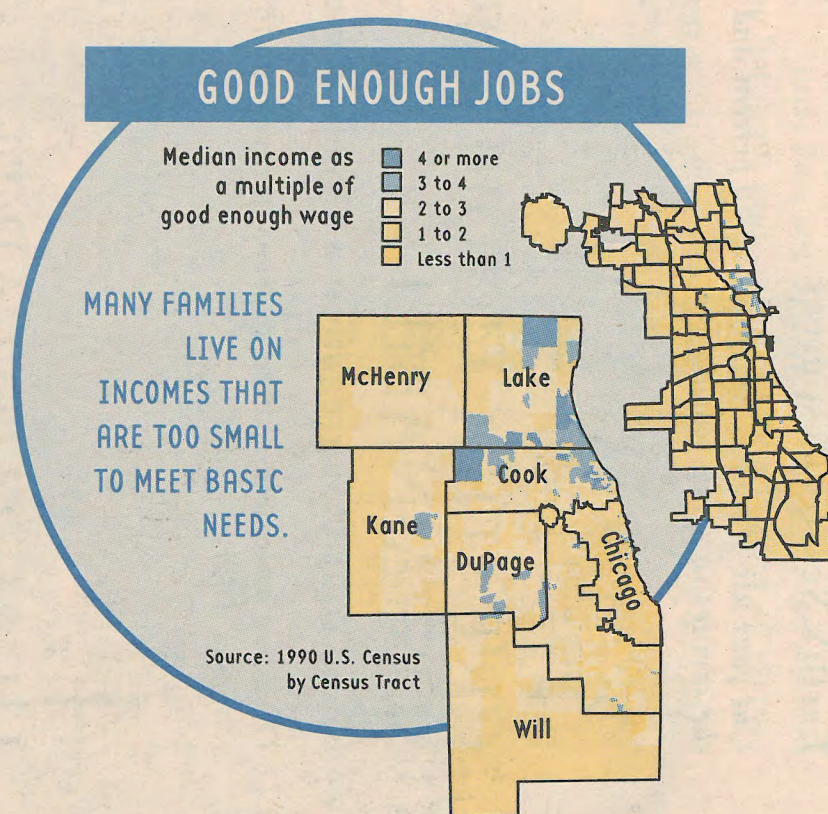 GOOD ENOUGH JOBS
Median income as
a multiple of
good enough wage
4 or more
3 to 4
2 to 3
1 to 2
Less than 1
MANY FAMILIES
LIVE ON
INCOMES THAT
ARE TOO SMALL
TO MEET BASIC
NEEDS.
McHenry
Lake
Cook
Kane
DuPage
Chicago
Will
Source: 1990 U.S. Census
by Census Tract